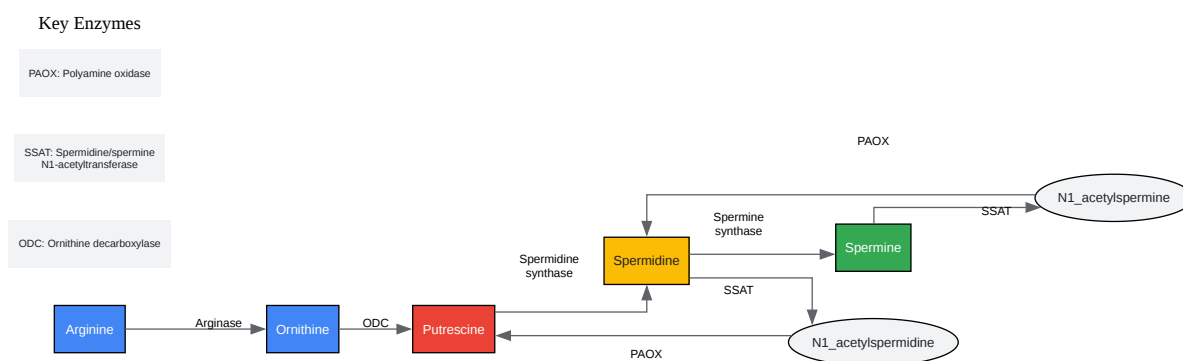 Key Enzymes
PAOX: Polyamine oxidase
SSAT: Spermidine/spermine
N1-acetyltransferase
ODC: Ornithine decarboxylase
PAOX
N1_acetylspermine
SSAT
Spermine
synthase
Spermine
Spermidine
Spermidine
synthase
SSAT
Arginine
Arginase
Ornithine
ODC
Putrescine
PAOX
N1_acetylspermidine